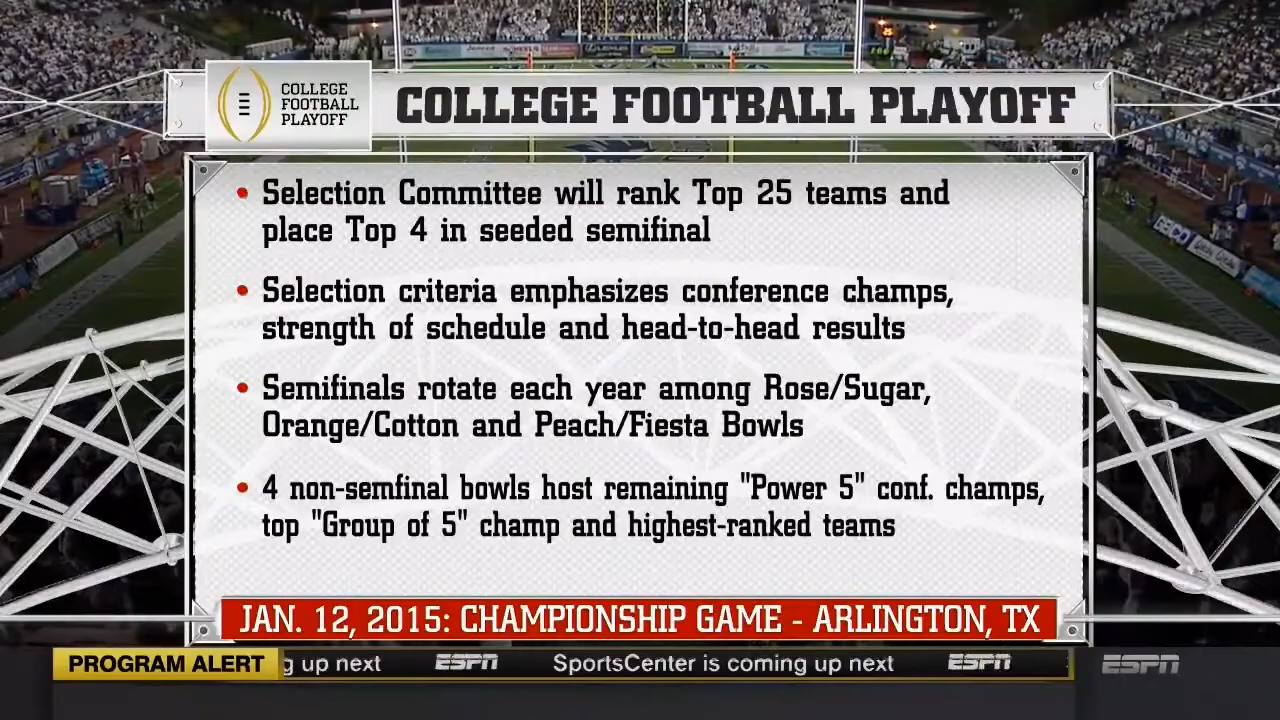 COLLEGE
FOOTBALL
PLAYOFF
COLLEGE FOOTBALL PLAYOFF
• Selection Committee will rank Top 25 teams and
place Top 4 in seeded semifinal
• Selection criteria emphasizes conference champs,
strength of schedule and head-to-head results
• Semifinals rotate each year among Rose/Sugar,
Orange/Cotton and Peach/Fiesta Bowls
• 4 non-semfinal bowls host remaining "Power 5" conf. champs,
top "Group of 5" champ and highest-ranked teams
JAN. 12, 2015: CHAMPIONSHIP GAME - ARLINGTON, TX
PROGRAM ALERT g up next ESPN SportsCenter is coming up next ESPN
ESPN
GEICO